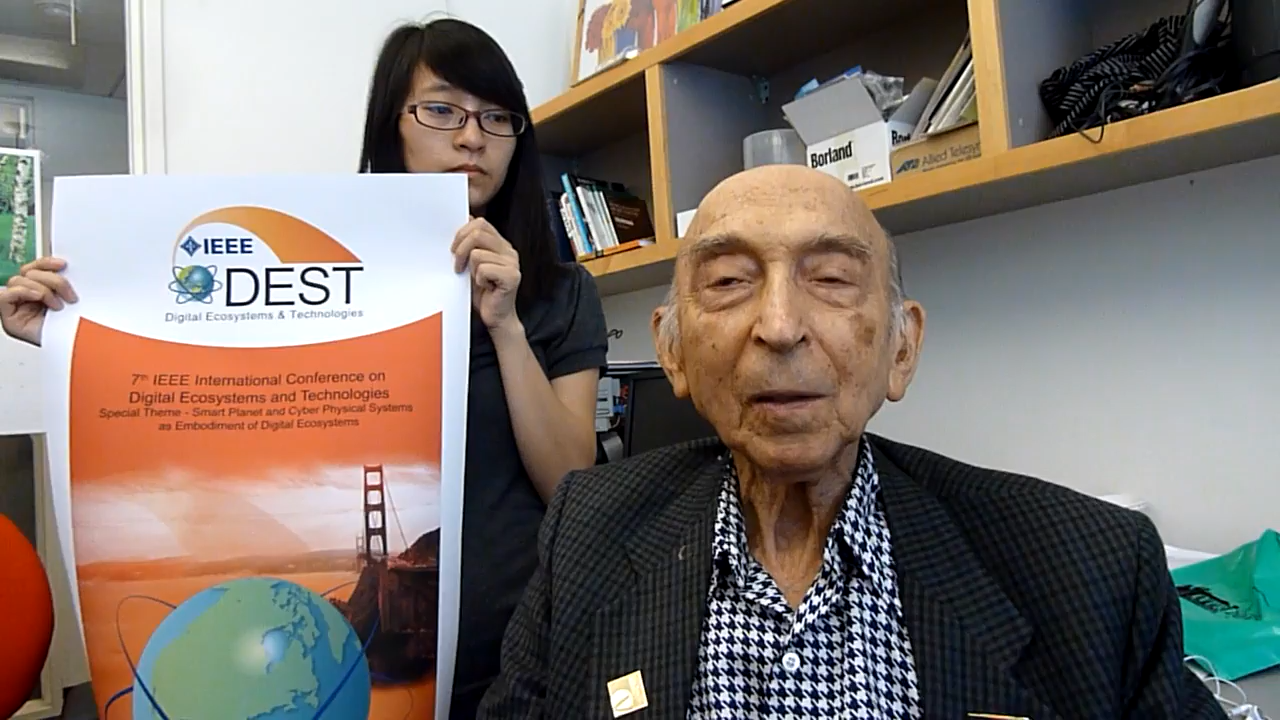 IEEE
DEST
Digital Ecosystems & Technologies
7th IEEE International Conference on
Digital Ecosystems and Technologies
Special Theme - Smart Planet and Cyber Physical Systems
as Embodiment of Digital Ecosystems
Borland
Allied Telesyn